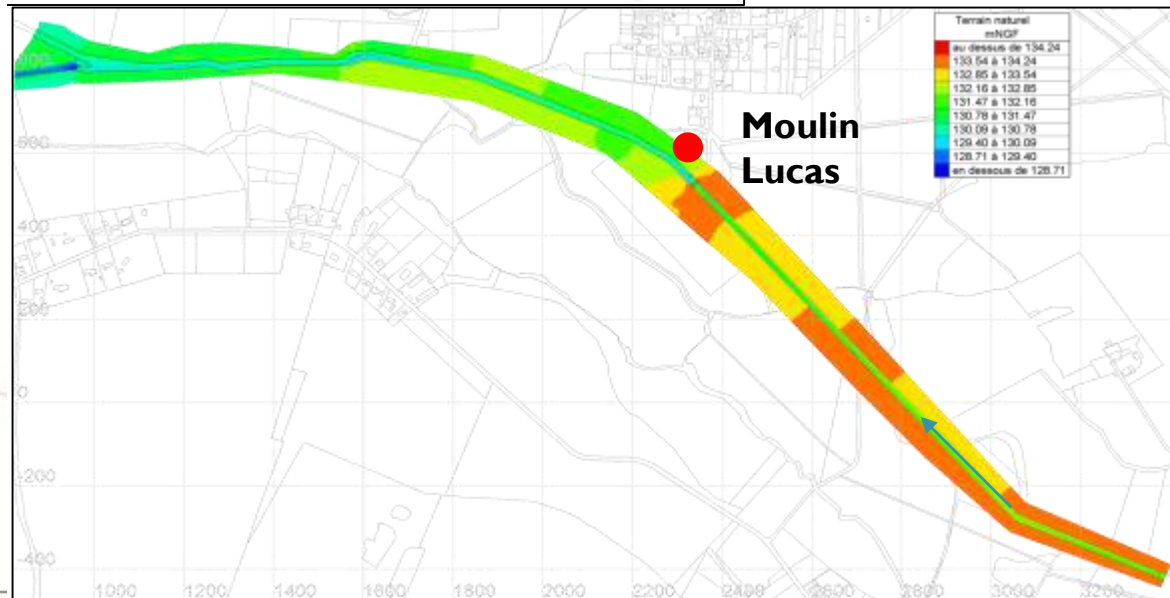 Terrain naturel
mNGF
au dessus de 134.24
133.54 à 134.24
132.85 à 133.54
132.16 à 132.85
131.47 à 132.16
130.78 à 131.47
130.09 à 130.78
129.40 à 130.09
128.71 à 129.40
en dessous de 128.71
Moulin
Lucas
800
600
400
200
0
-200
-400
1000
1200
1400
1600
1800
2000
2200
2400
2600
2800
3000
3200